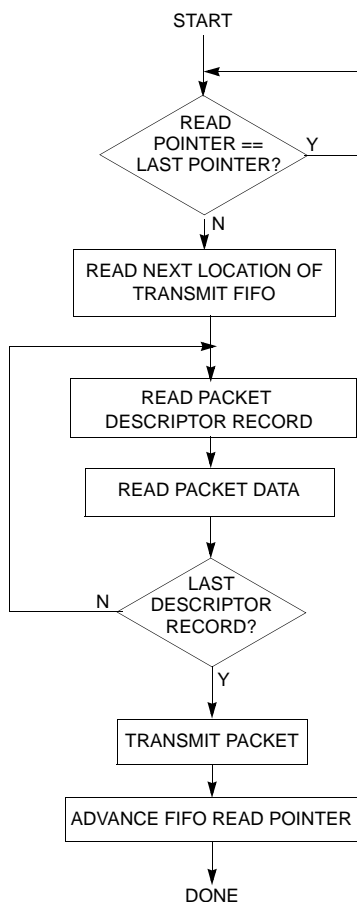 START
READ
POINTER ==
LAST POINTER?
Y
N
READ NEXT LOCATION OF
TRANSMIT FIFO
READ PACKET
DESCRIPTOR RECORD
READ PACKET DATA
LAST
DESCRIPTOR
RECORD?
N
Y
TRANSMIT PACKET
ADVANCE FIFO READ POINTER
DONE